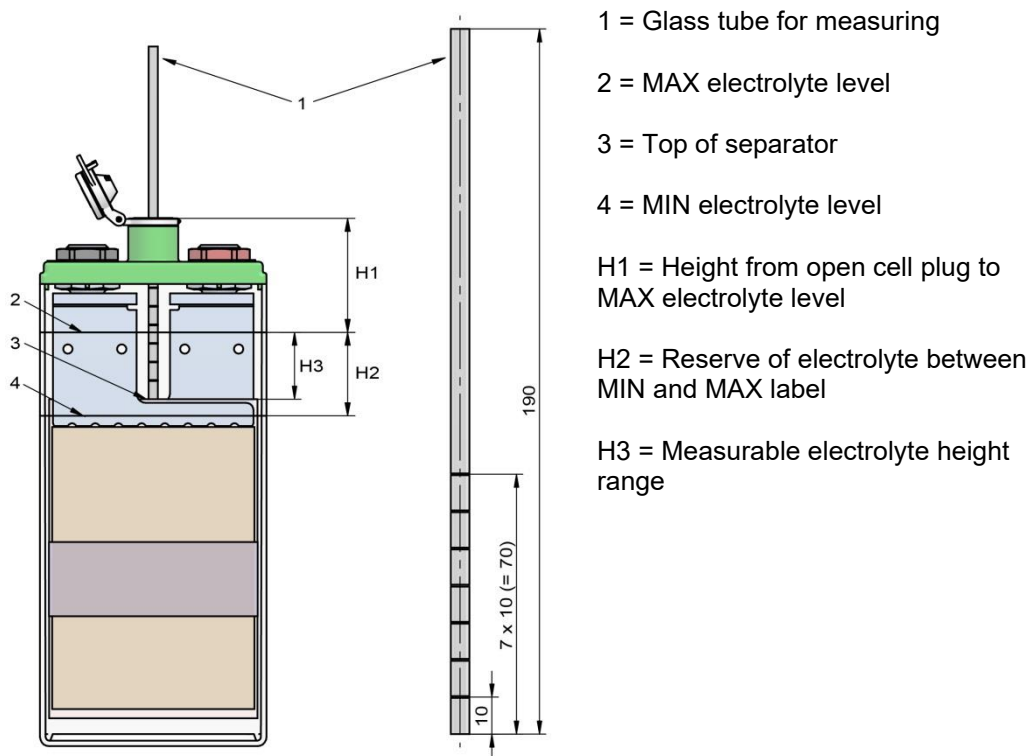 1
2
3
4
H1
H3
H2
190
7 x 10 (= 70)
10
1 = Glass tube for measuring
2 = MAX electrolyte level
3 = Top of separator
4 = MIN electrolyte level
H1 = Height from open cell plug to
MAX electrolyte level
H2 = Reserve of electrolyte between
MIN and MAX label
H3 = Measurable electrolyte height
range